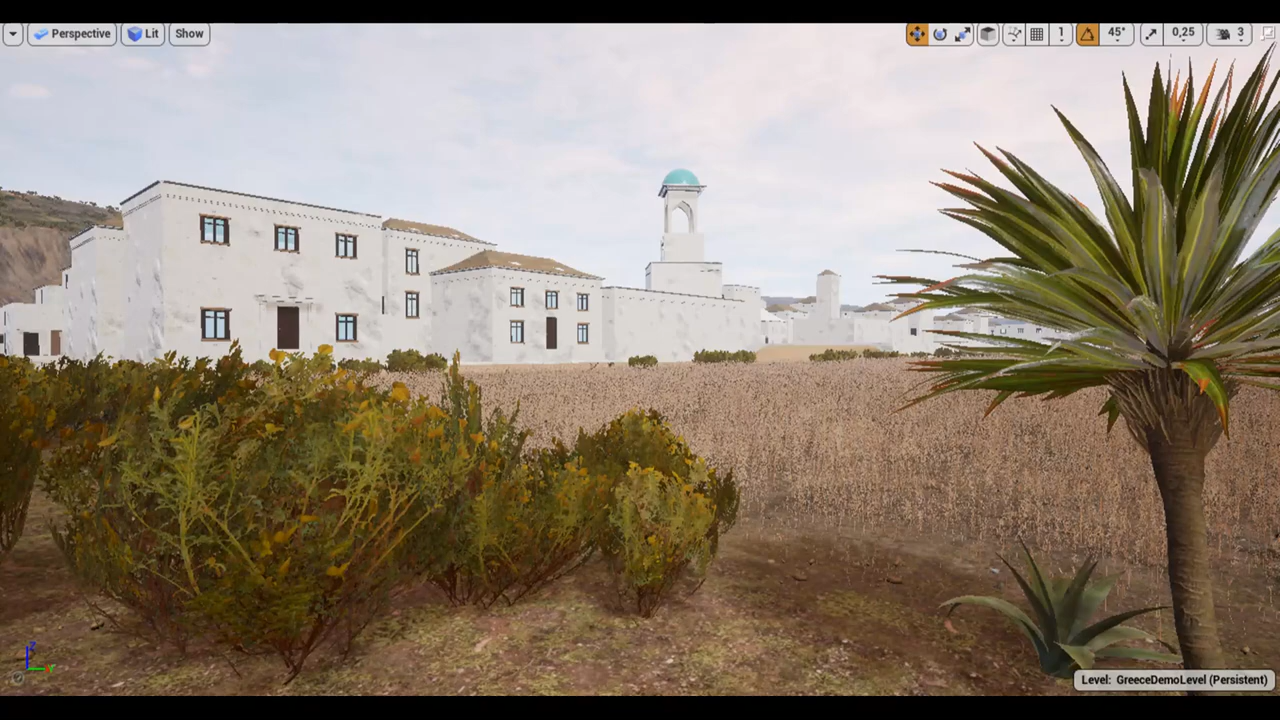 Perspective
Lit
Show
1
45°
0,25
3
Level: GreeceDemoLevel (Persistent)
Z
Y